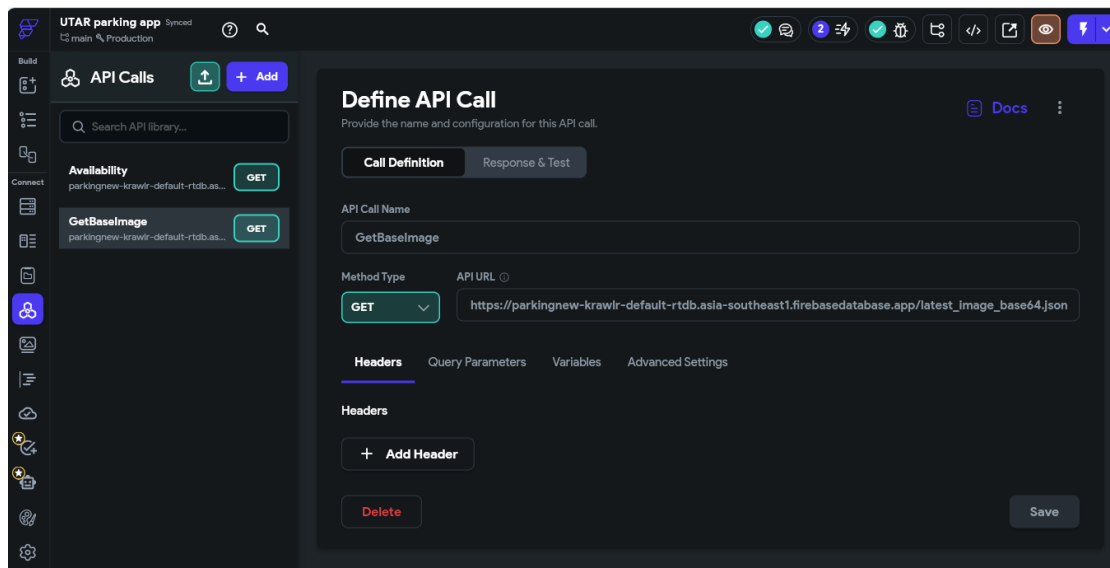 UTAR parking app Synced
main Production
2
Build
Connect
API Calls
+ Add
Search API library...
Availability
parkingnew-krawlr-default-rtdb.as...
GET
GetBaseImage
parkingnew-krawlr-default-rtdb.as...
GET
Define API Call
Provide the name and configuration for this API call.
Docs
Call Definition
Response & Test
API Call Name
GetBaseImage
Method Type
API URL
GET
https://parkingnew-krawlr-default-rtdb.asia-southeast1.firebasedatabase.app/latest_image_base64.json
Headers
Query Parameters
Variables
Advanced Settings
Headers
+ Add Header
Delete
Save